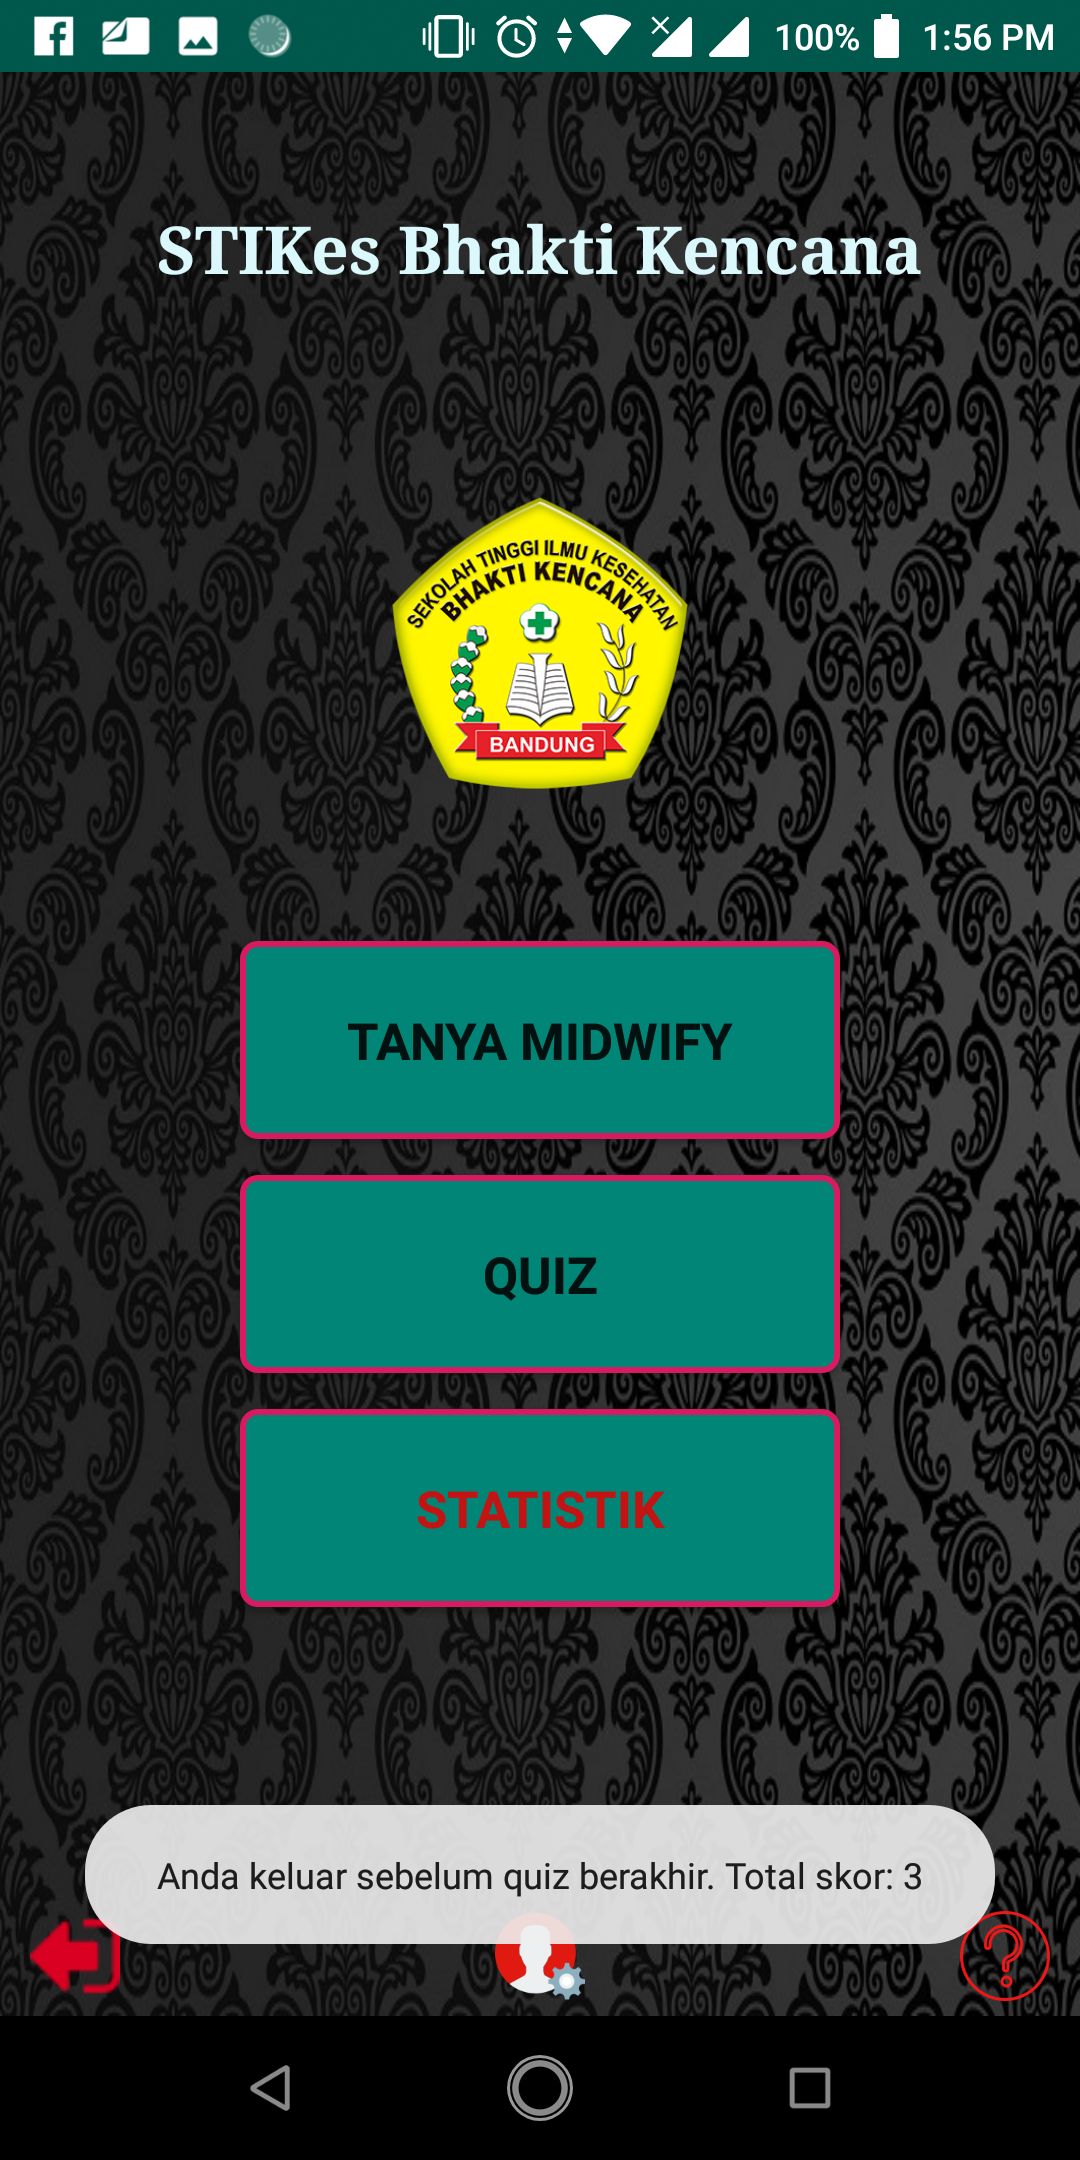 100% 1:56 PM
STIKes Bhakti Kencana
SEKOLAH TINGGI ILMU KESEHATAN
BHAKTI KENCANA
BANDUNG
TANYA MIDWIFY
QUIZ
STATISTIK
Anda keluar sebelum quiz berakhir. Total skor: 3